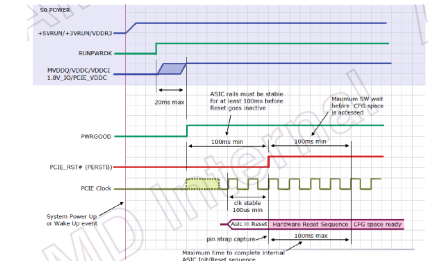 S0 POWER
+5VRUN/+3VRUN/VDDR3
RUNPWROK
MVDDQ/VDDC/VDDCI
1.8V_IO/PCIE_VDDC
20ms max
ASIC rails must be stable
for at least 100ms before
Reset goes inactive
Minimum SW wait
before CFG space
is accessed
PWRGOOD
100ms min
100ms min
PCIE_RST# (PERSTB)
PCIE Clock
clk stable
100us min
System Power Up
or Wake Up event
Asic In Reset
Hardware Reset Sequence
CFG space ready
pin strap capture
100ms max
Maximum time to complete internal
ASIC Init/Reset sequence
AMD Internal